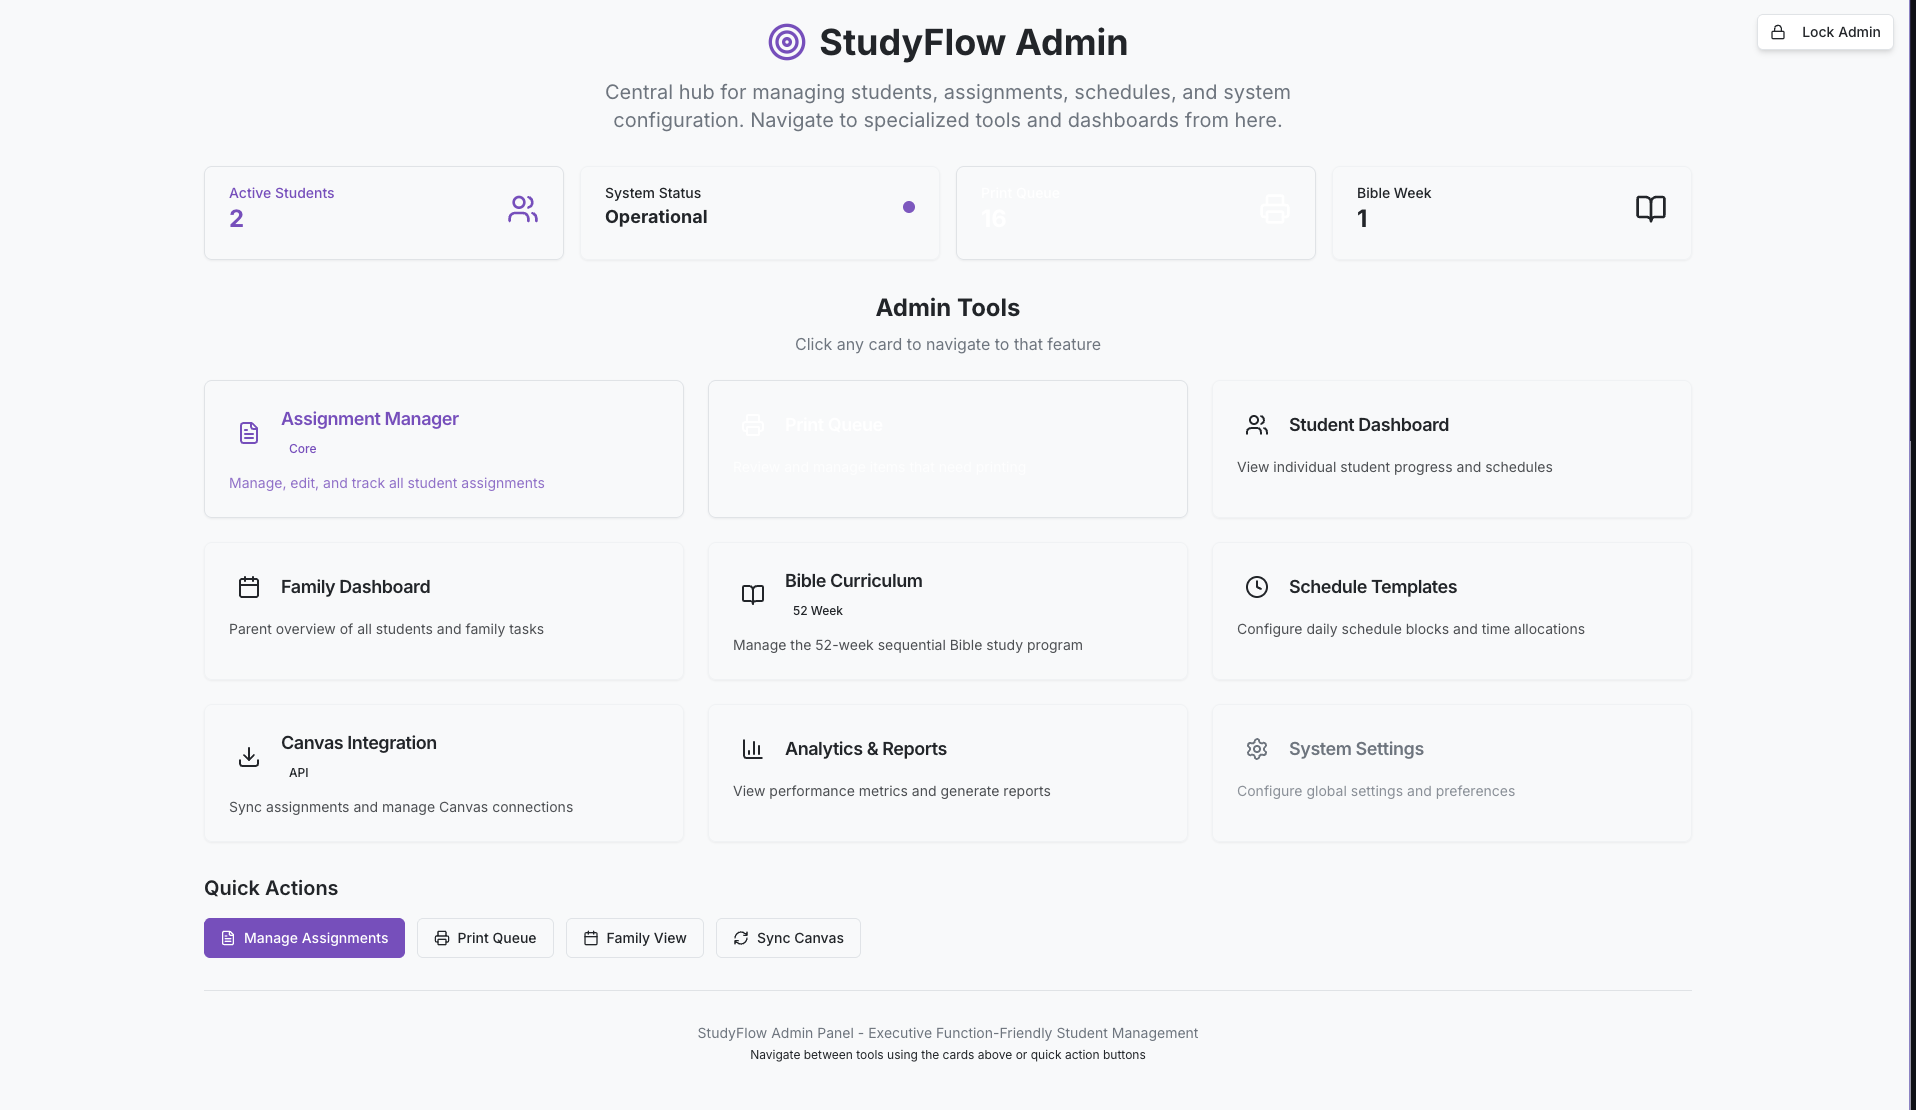 StudyFlow Admin
Lock Admin
Central hub for managing students, assignments, schedules, and system
configuration. Navigate to specialized tools and dashboards from here.
Active Students
2
System Status
Operational
Print Queue
16
Bible Week
1
Admin Tools
Click any card to navigate to that feature
Assignment Manager
Core
Manage, edit, and track all student assignments
Print Queue
Review and manage items that need printing
Student Dashboard
View individual student progress and schedules
Family Dashboard
Parent overview of all students and family tasks
Bible Curriculum
52 Week
Manage the 52-week sequential Bible study program
Schedule Templates
Configure daily schedule blocks and time allocations
Canvas Integration
API
Sync assignments and manage Canvas connections
Analytics & Reports
View performance metrics and generate reports
System Settings
Configure global settings and preferences
Quick Actions
Manage Assignments
Print Queue
Family View
Sync Canvas
StudyFlow Admin Panel - Executive Function-Friendly Student Management
Navigate between tools using the cards above or quick action buttons